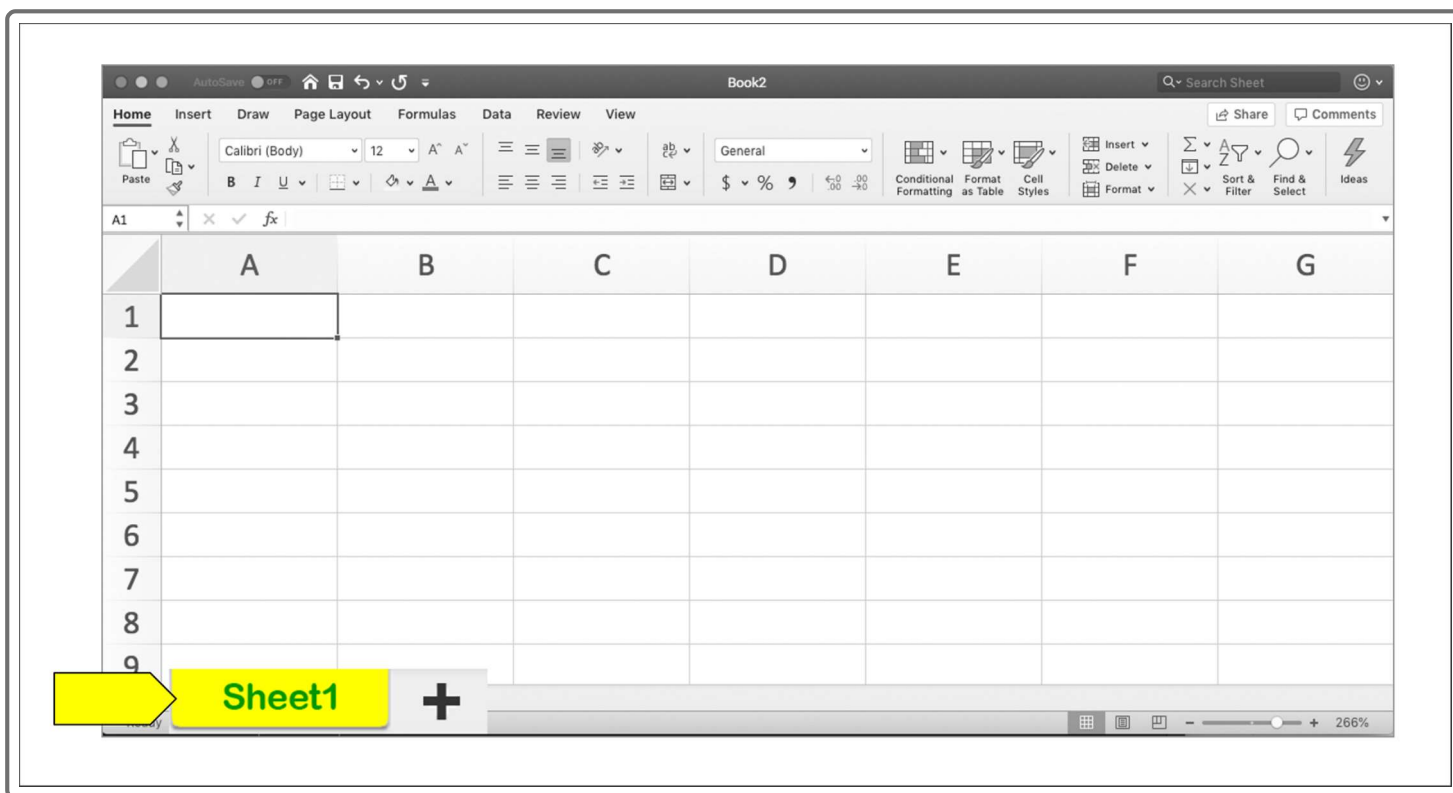 AutoSave OFF Book2 Search Sheet
Home Insert Draw Page Layout Formulas Data Review View Share Comments
Paste Calibri (Body) 12 A^ A˅ ab General Conditional Formatting Format as Table Cell Styles Insert Sort & Filter Find & Select Ideas
B I U A $ % Delete
Format
A1 fx
A B C D E F G
1
2
3
4
5
6
7
8
9
Sheet1 +
Ready 266%